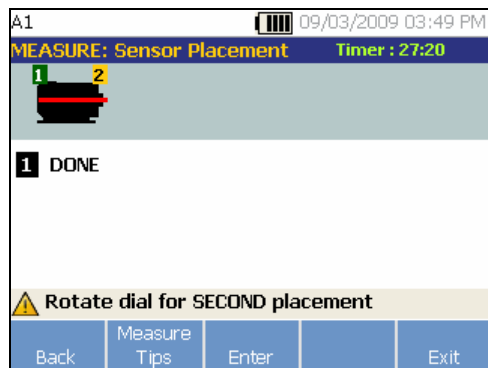 A1 09/03/2009 03:49 PM
MEASURE: Sensor Placement Timer : 27:20
1 2
1 DONE
Rotate dial for SECOND placement
Back Measure Tips Enter Exit